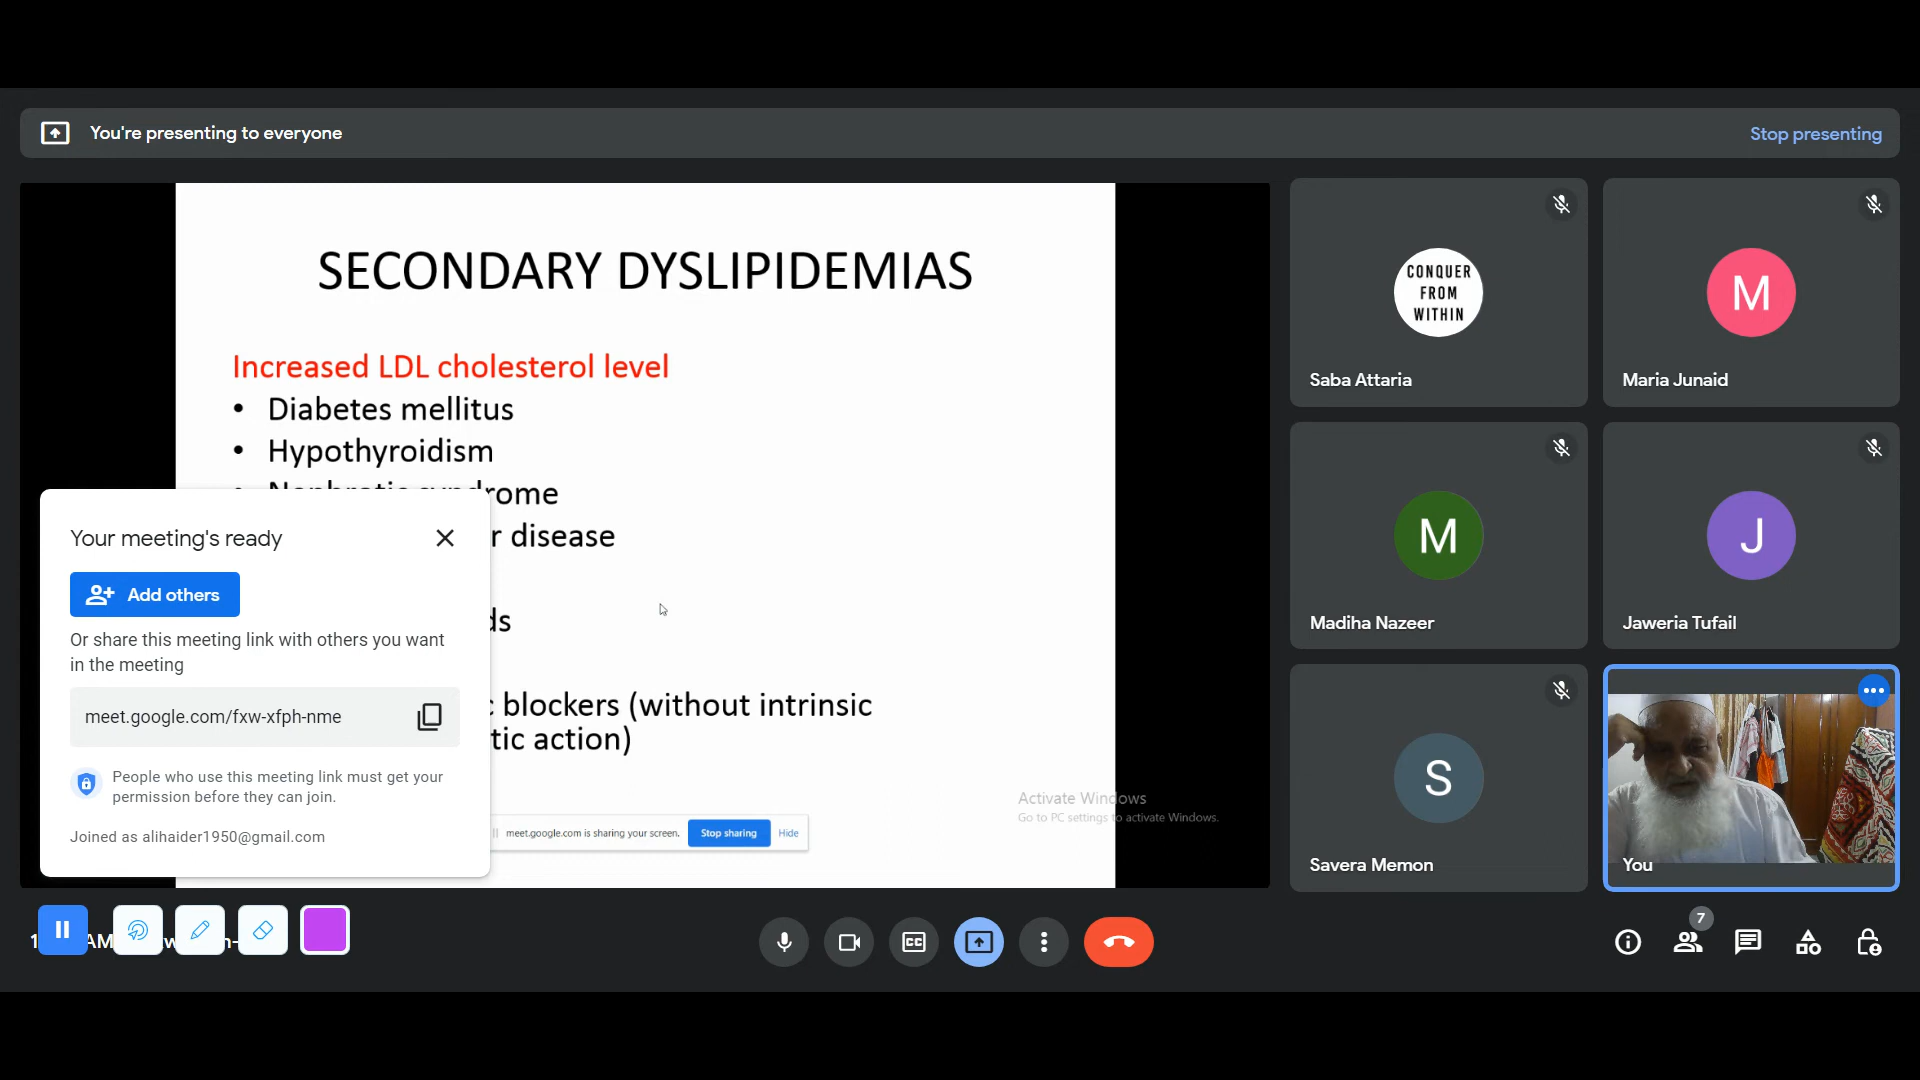 You're presenting to everyone
Stop presenting
SECONDARY DYSLIPIDEMIAS
Increased LDL cholesterol level
• Diabetes mellitus
• Hypothyroidism
• Nephrotic syndrome
r disease
ds
c blockers (without intrinsic
tic action)
Your meeting's ready
Add others
Or share this meeting link with others you want
in the meeting
meet.google.com/fxw-xfph-nme
People who use this meeting link must get your
permission before they can join.
Joined as alihaider1950@gmail.com
meet.google.com is sharing your screen.
Stop sharing
Hide
Activate Windows
Go to PC settings to activate Windows.
CONQUER
FROM
WITHIN
Saba Attaria
M
Maria Junaid
M
Madiha Nazeer
J
Jaweria Tufail
S
Savera Memon
You
AM
CC
7